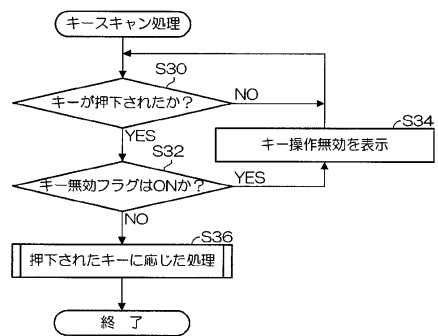 キースキャン処理
S30
キーが押下されたか?
NO
YES
S34
キー操作無効を表示
S32
キー無効フラグはONか?
YES
NO
S36
押下されたキーに応じた処理
終 了